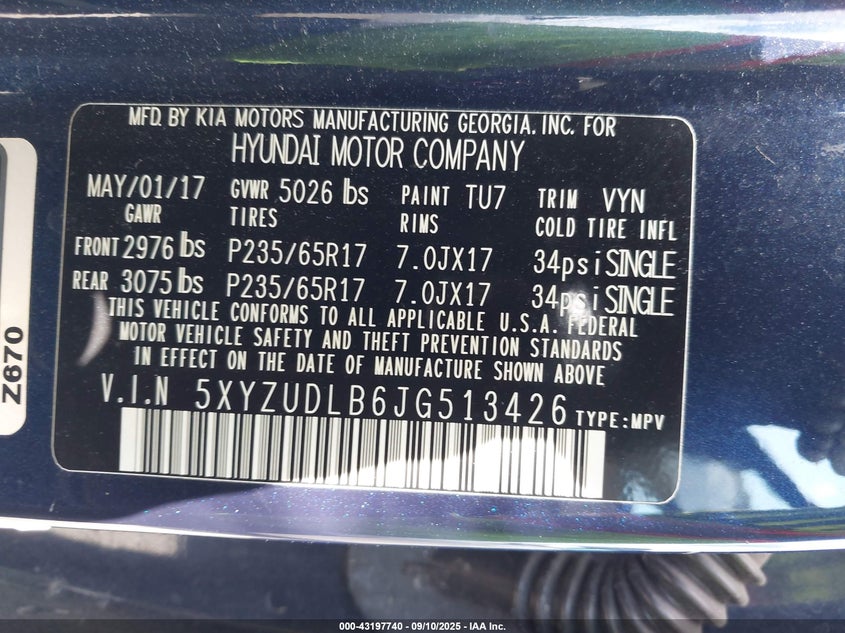 MFD. BY KIA MOTORS MANUFACTURING GEORGIA. INC. FOR
HYUNDAI MOTOR COMPANY
MAY/01/17 GVWR 5026 lbs PAINT TU7 TRIM VYN
GAWR TIRES RIMS COLD TIRE INFL
FRONT 2976 lbs P235/65R17 7.0JX17 34psi SINGLE
REAR 3075 lbs P235/65R17 7.0JX17 34psi SINGLE
THIS VEHICLE CONFORMS TO ALL APPLICABLE U.S.A. FEDERAL
MOTOR VEHICLE SAFETY AND THEFT PREVENTION STANDARDS
IN EFFECT ON THE DATE OF MANUFACTURE SHOWN ABOVE
V.I.N 5XYZUDLB6JG513426 TYPE:MPV
Z670
000-43197740 - 09/10/2025 - IAA Inc.